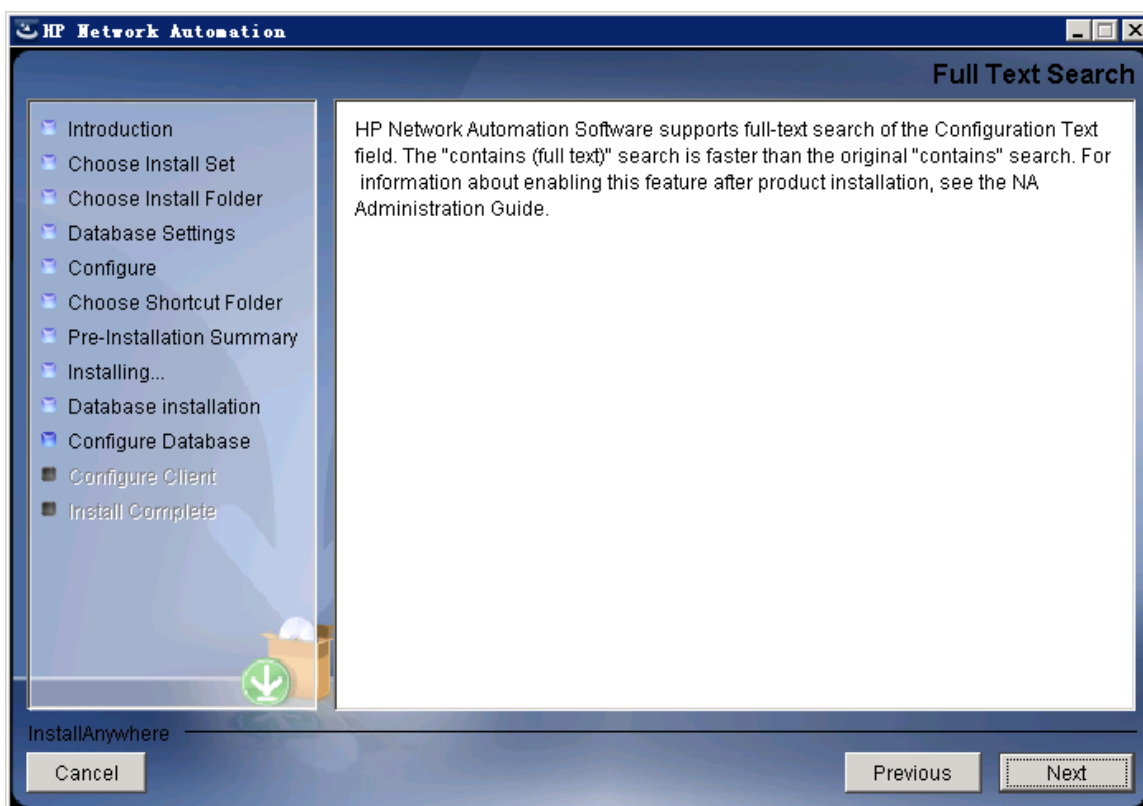 HP Network Automation
Full Text Search
Introduction
Choose Install Set
Choose Install Folder
Database Settings
Configure
Choose Shortcut Folder
Pre-Installation Summary
Installing...
Database installation
Configure Database
Configure Client
Install Complete
HP Network Automation Software supports full-text search of the Configuration Text
field. The "contains (full text)" search is faster than the original "contains" search. For
information about enabling this feature after product installation, see the NA
Administration Guide.
InstallAnywhere
Cancel
Previous
Next